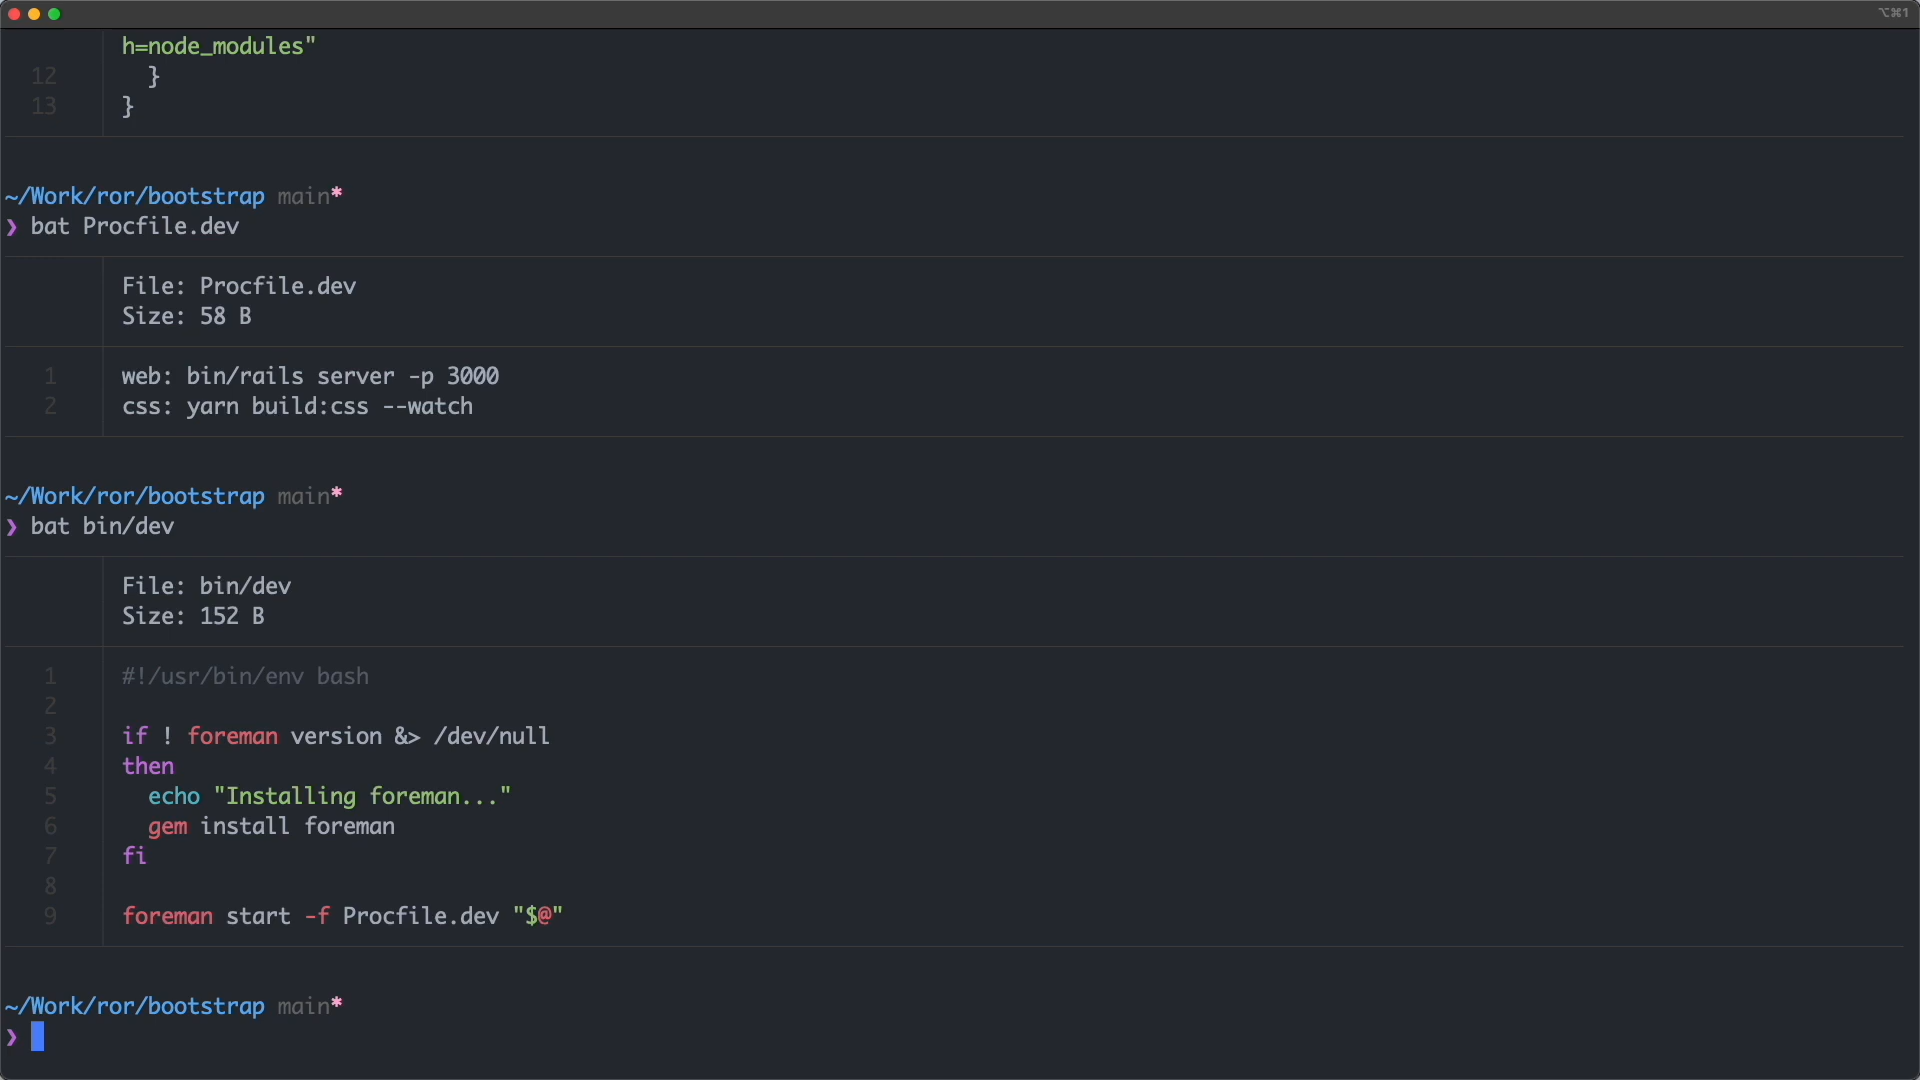 ⌥⌘1
h=node_modules"
12   }
13 }
~/Work/ror/bootstrap main*
❯ bat Procfile.dev
File: Procfile.dev
Size: 58 B
1 web: bin/rails server -p 3000
2 css: yarn build:css --watch
~/Work/ror/bootstrap main*
❯ bat bin/dev
File: bin/dev
Size: 152 B
1 #!/usr/bin/env bash
2
3 if ! foreman version &> /dev/null
4 then
5   echo "Installing foreman..."
6   gem install foreman
7 fi
8
9 foreman start -f Procfile.dev "$@"
~/Work/ror/bootstrap main*
❯